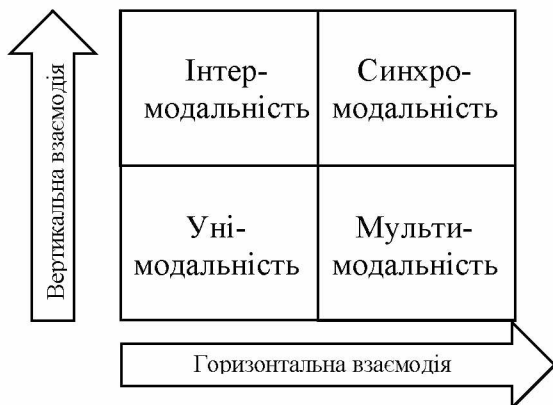 Вертикальна взаємодія
Інтер-
модальність
Синхро-
модальність
Уні-
модальність
Мульти-
модальність
Горизонтальна взаємодія